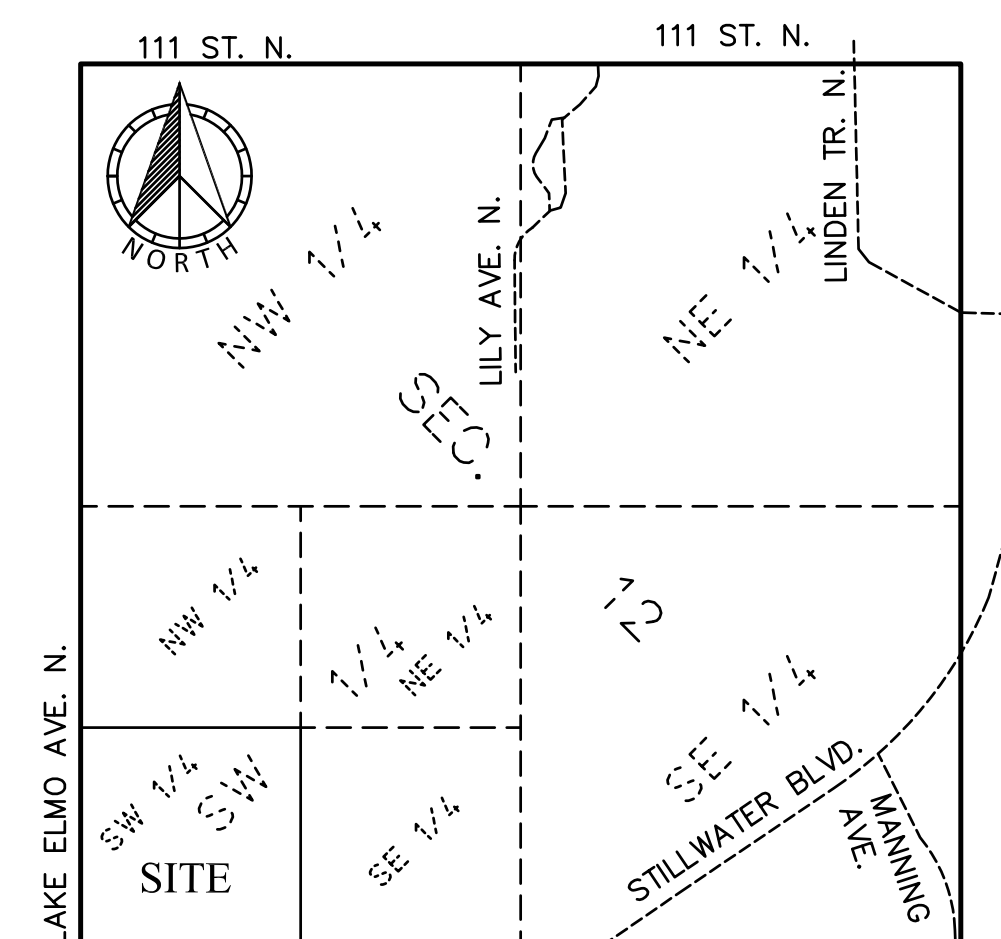 111 ST. N.
111 ST. N.
LINDEN TR. N.
NORTH
LILY AVE. N.
NW 1/4
NE 1/4
SEC.
12
NW 1/4
NE 1/4
SW 1/4
SE 1/4
LAKE ELMO AVE. N.
SW 1/4
SE 1/4
SITE
STILLWATER BLVD.
MANNING
AVE.